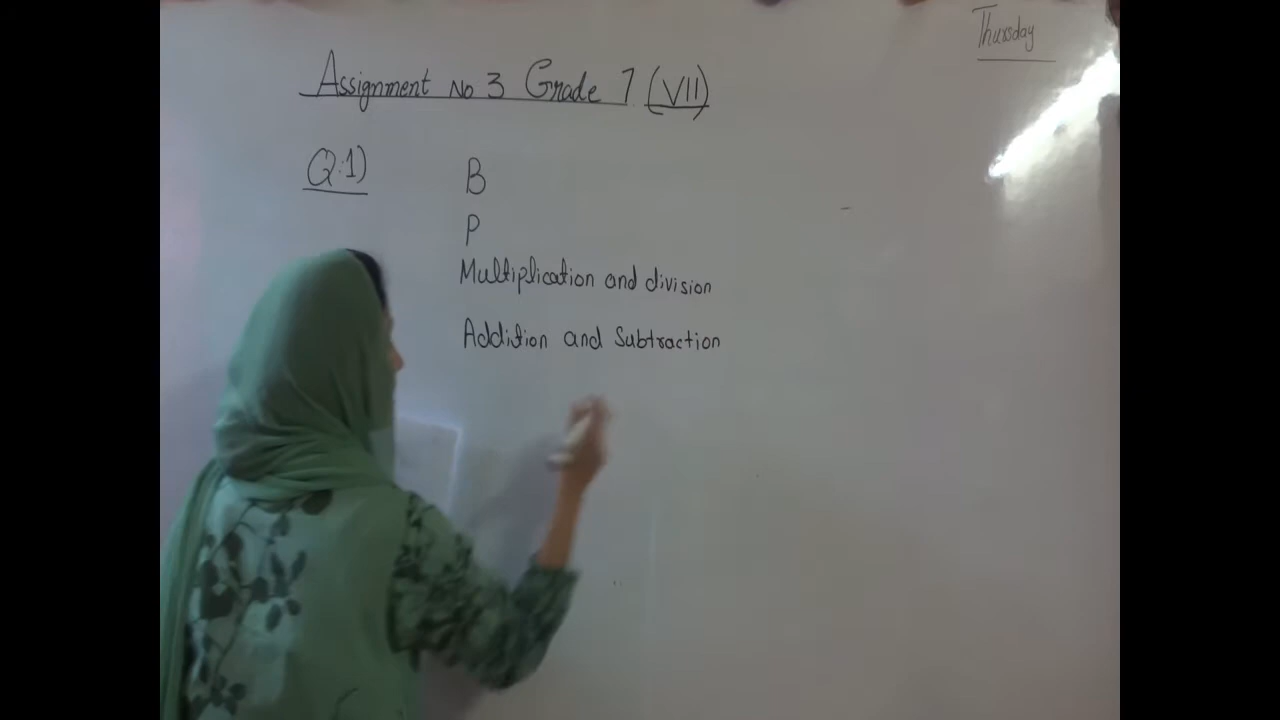 Thursday
Assignment No 3 Grade 7 (VII)
Q:1)
B
P
Multiplication and division
Addition and Subtraction